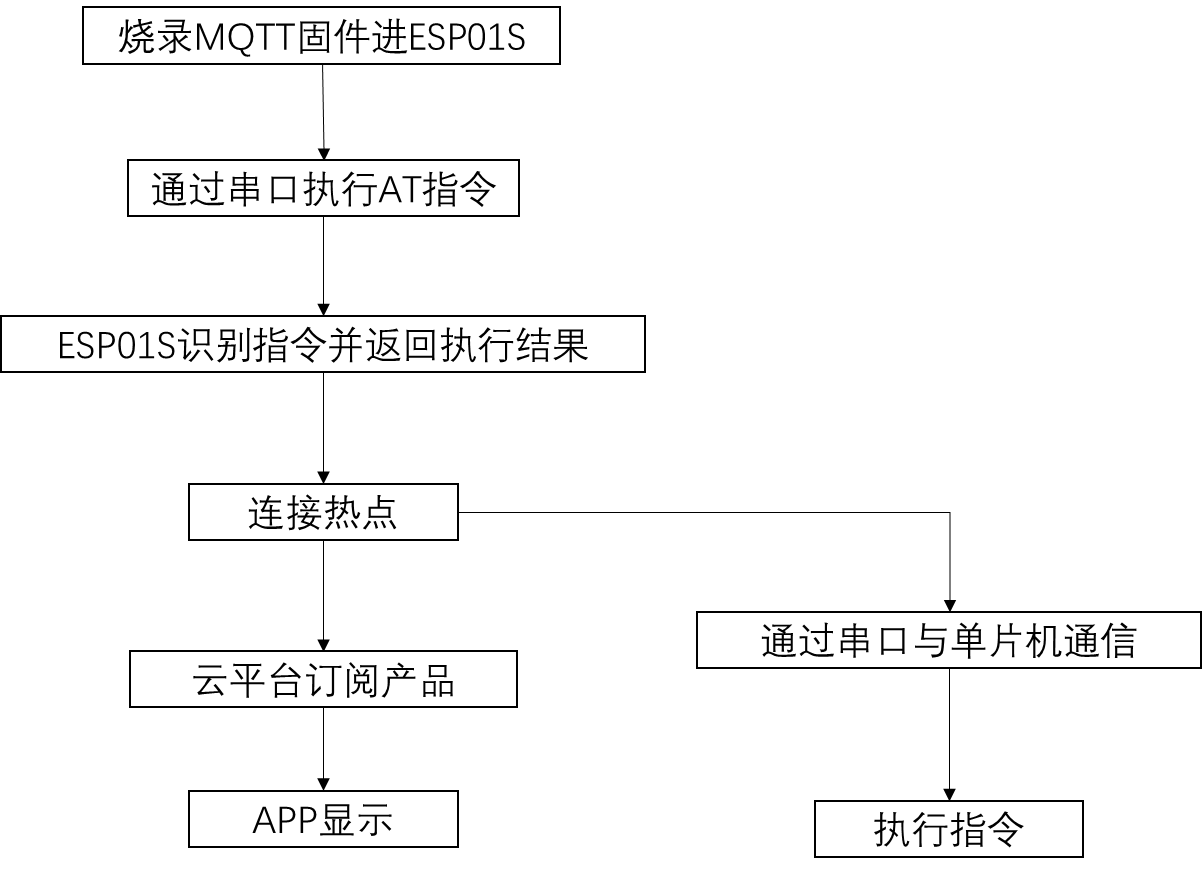 烧录MQTT固件进ESP01S
通过串口执行AT指令
ESP01S识别指令并返回执行结果
连接热点
通过串口与单片机通信
云平台订阅产品
APP显示
执行指令